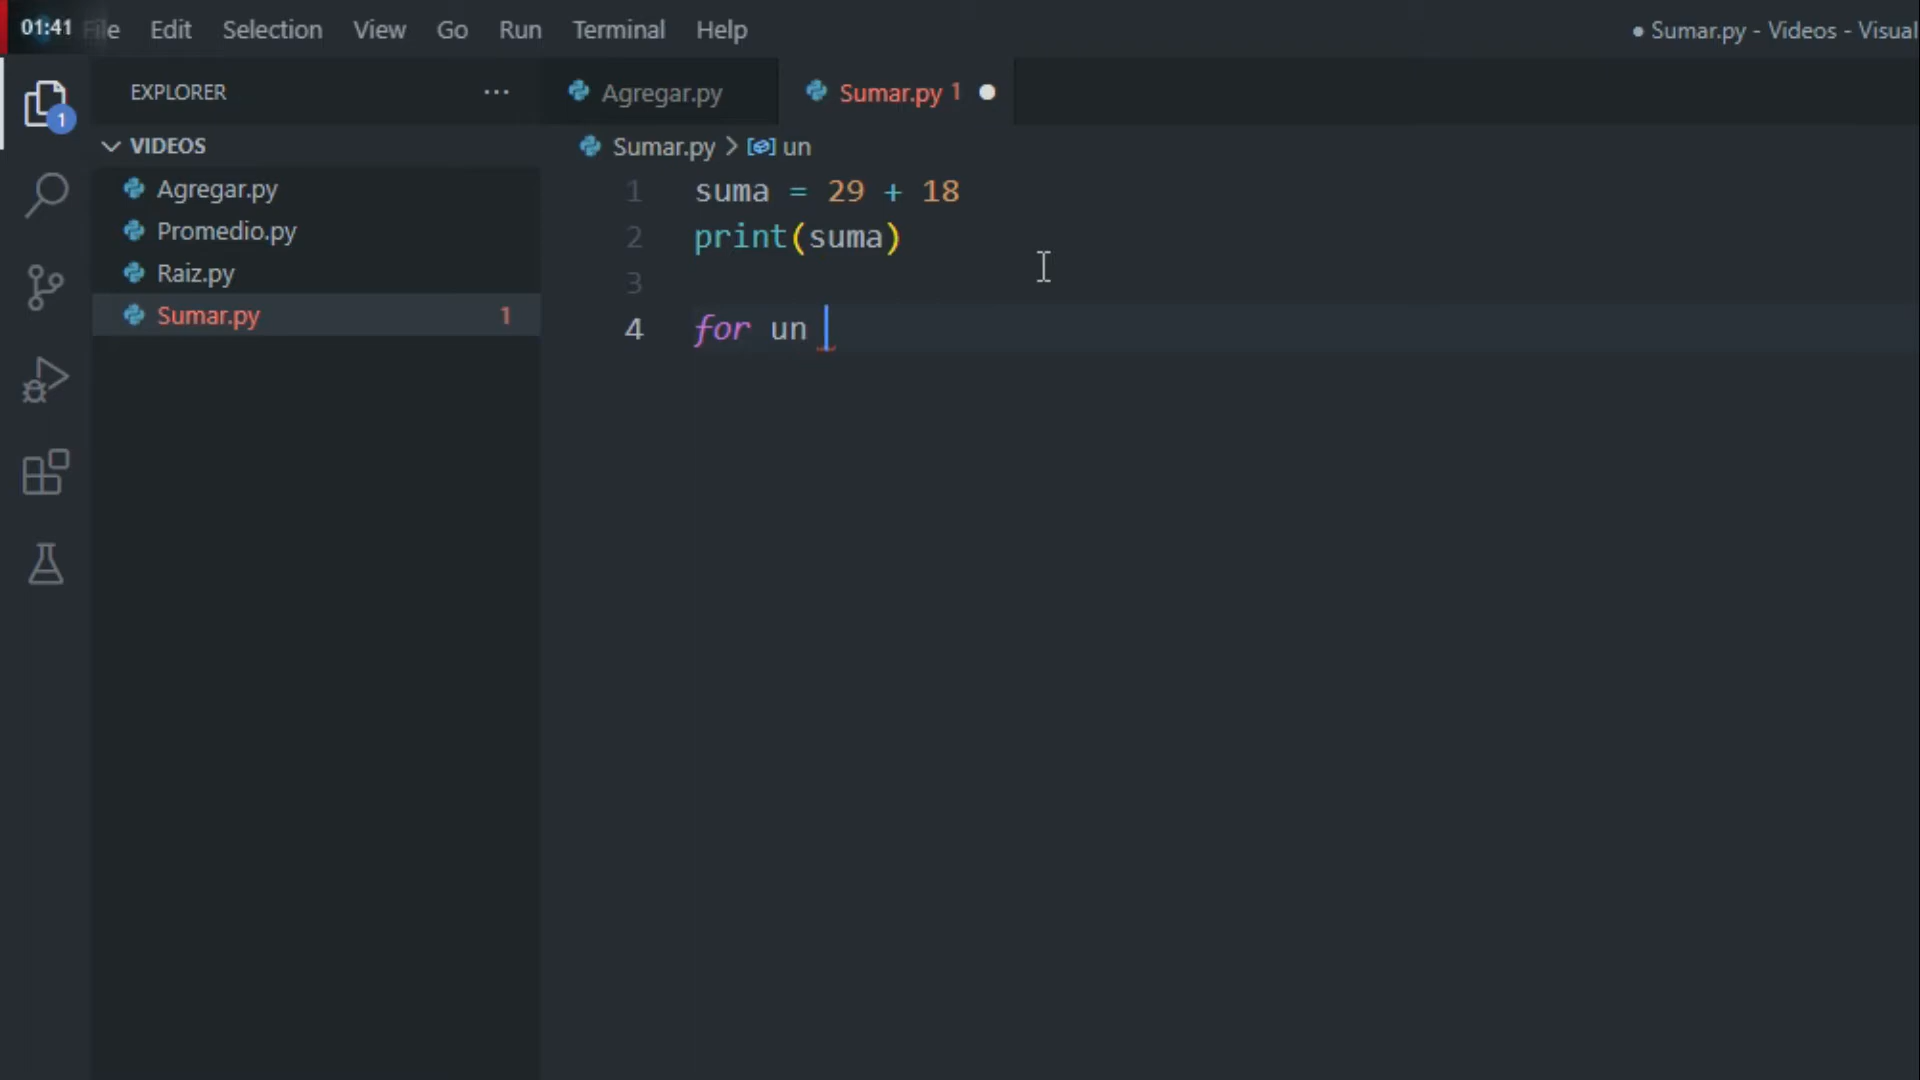 01:41 File Edit Selection View Go Run Terminal Help ● Sumar.py - Videos - Visual
1
EXPLORER ···
VIDEOS
Agregar.py
Promedio.py
Raiz.py
Sumar.py 1
Agregar.py Sumar.py 1
Sumar.py > un
1 suma = 29 + 18
2 print(suma)
3
4 for un